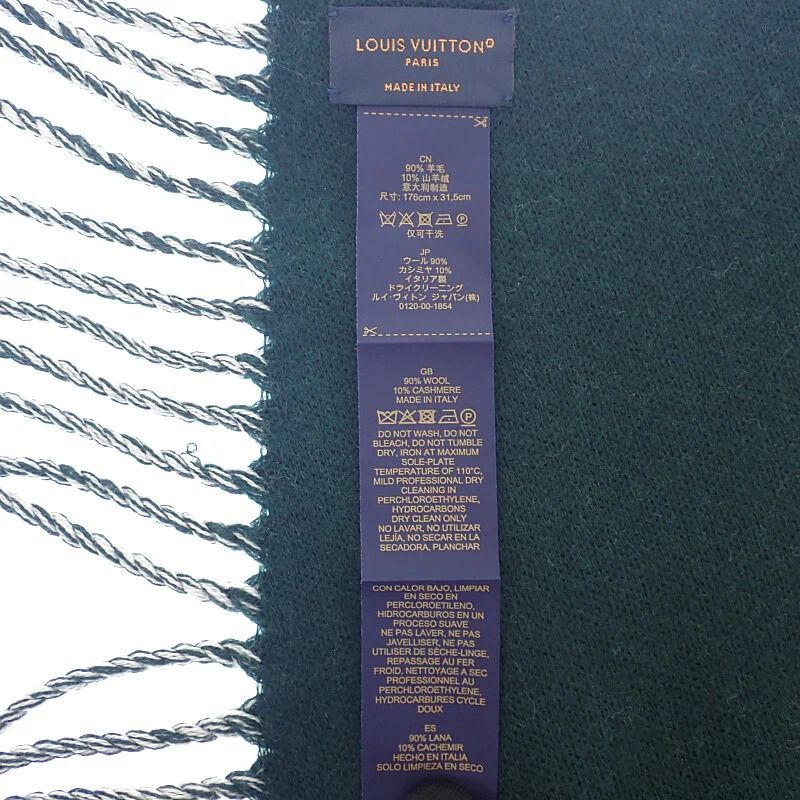 LOUIS VUITTON
PARIS
MADE IN ITALY
CN
90% 羊毛
10% 山羊绒
意大利制造
尺寸: 176cm x 31,5cm
仅可干洗
JP
ウール 90%
カシミヤ 10%
イタリア製
ドライクリーニング
ルイ・ヴィトン ジャパン(株)
0120-00-1854
GB
90% WOOL
10% CASHMERE
MADE IN ITALY
DO NOT WASH, DO NOT
BLEACH, DO NOT TUMBLE
DRY, IRON AT MAXIMUM
SOLE-PLATE
TEMPERATURE OF 110°C,
MILD PROFESSIONAL DRY
CLEANING IN
PERCHLOROETHYLENE,
HYDROCARBONS
DRY CLEAN ONLY
NO LAVAR, NO UTILIZAR
LEJÍA, NO SECAR EN LA
SECADORA, PLANCHAR
CON CALOR BAJO, LIMPIAR
EN SECO EN
PERCLOROETILENO,
HIDROCARBUROS EN UN
PROCESO SUAVE
NE PAS LAVER, NE PAS
JAVELLISER, NE PAS
UTILISER DE SÈCHE-LINGE,
REPASSAGE AU FER
FROID, NETTOYAGE A SEC
PROFESSIONNEL AU
PERCHLOROETHYLENE,
HYDROCARBURES CYCLE
DOUX
ES
90% LANA
10% CACHEMIR
HECHO EN ITALIA
SOLO LIMPIEZA EN SECO